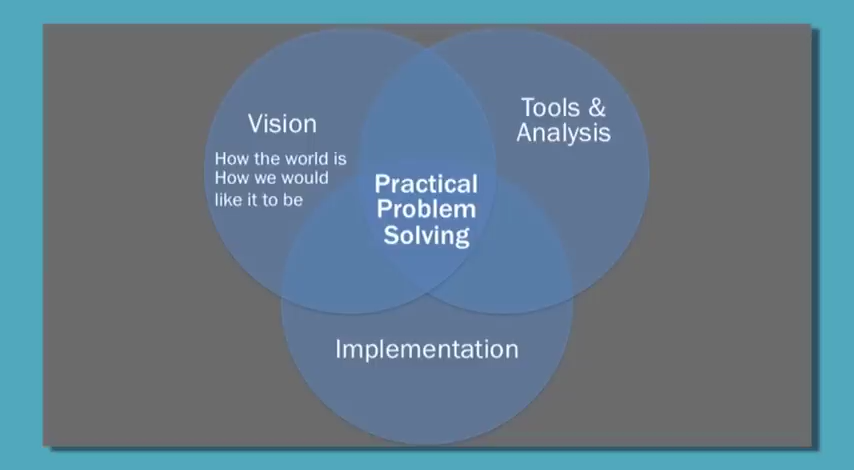 Vision
How the world is
How we would
like it to be
Tools &
Analysis
Practical
Problem
Solving
Implementation